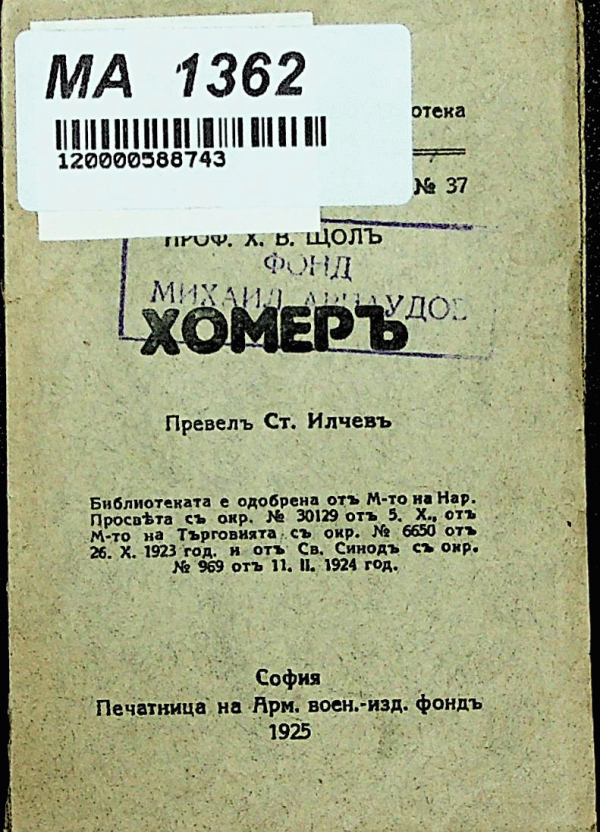 МА 1362
120000588743
отека
№ 37
ПРОФ. Х. В. ЩОЛЪ
ФОНД
МИХАИЛ АРНАУДОВ
ХОМЕРЪ
Превелъ Ст. Илчевъ
Библиотеката е одобрена отъ М-то на Нар.
Просвѣта съ окр. № 30129 отъ 5. X., отъ
М-то на Търговията съ окр. № 6650 отъ
26. X. 1923 год. и отъ Св. Синодъ съ окр.
№ 969 отъ 11. II. 1924 год.
София
Печатница на Арм. воен.-изд. фондъ
1925